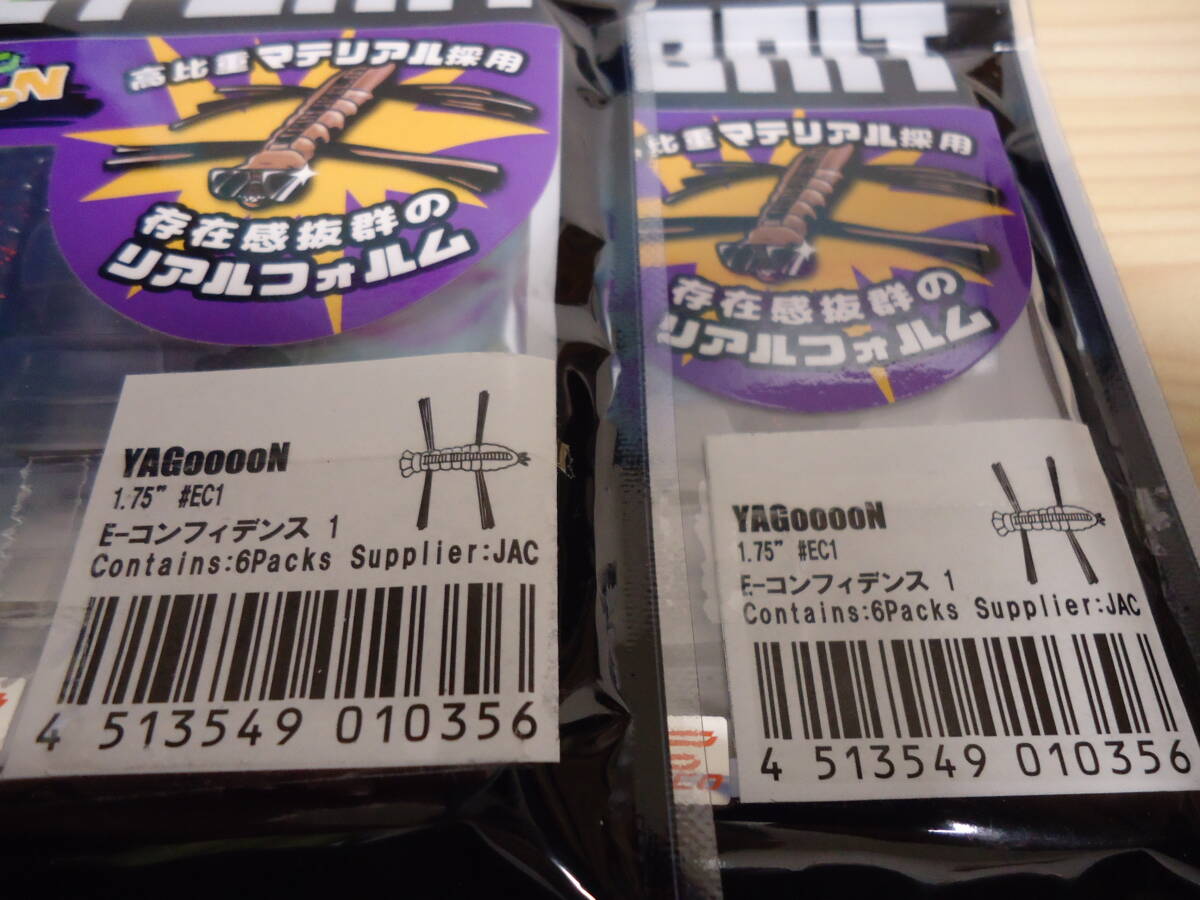 高比重マテリアル採用
存在感抜群の
リアルフォルム
YAGooooN
1.75" #EC1
E-コンフィデンス 1
Contains:6Packs Supplier:JAC
4 513549 010356
BAIT
比重マテリアル採用
存在感抜群の
リアルフォルム
YAGooooN
1.75" #EC1
E-コンフィデンス 1
Contains:6Packs Supplier:JAC
4 513549 010356